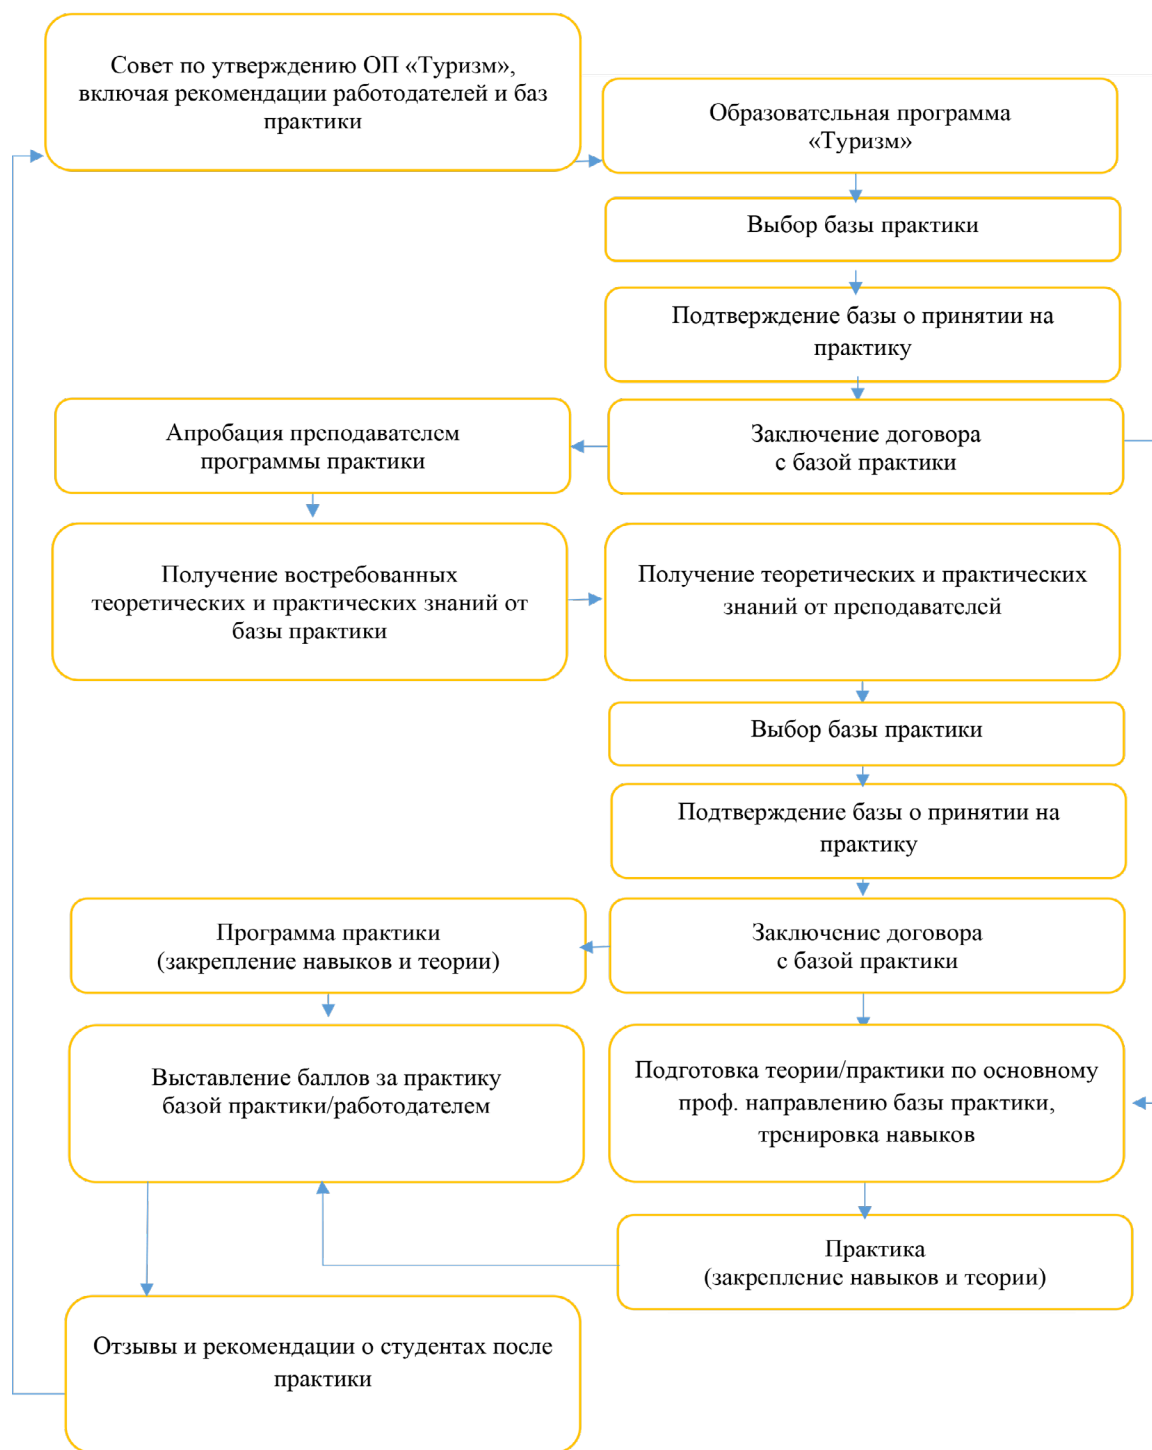 Совет по утверждению ОП «Туризм»,
включая рекомендации работодателей и баз
практики
Образовательная программа
«Туризм»
Выбор базы практики
Подтверждение базы о принятии на
практику
Заключение договора
с базой практики
Апробация преподавателем
программы практики
Получение востребованных
теоретических и практических знаний от
базы практики
Получение теоретических и практических
знаний от преподавателей
Выбор базы практики
Подтверждение базы о принятии на
практику
Заключение договора
с базой практики
Программа практики
(закрепление навыков и теории)
Выставление баллов за практику
базой практики/работодателем
Подготовка теории/практики по основному
проф. направлению базы практики,
тренировка навыков
Практика
(закрепление навыков и теории)
Отзывы и рекомендации о студентах после
практики